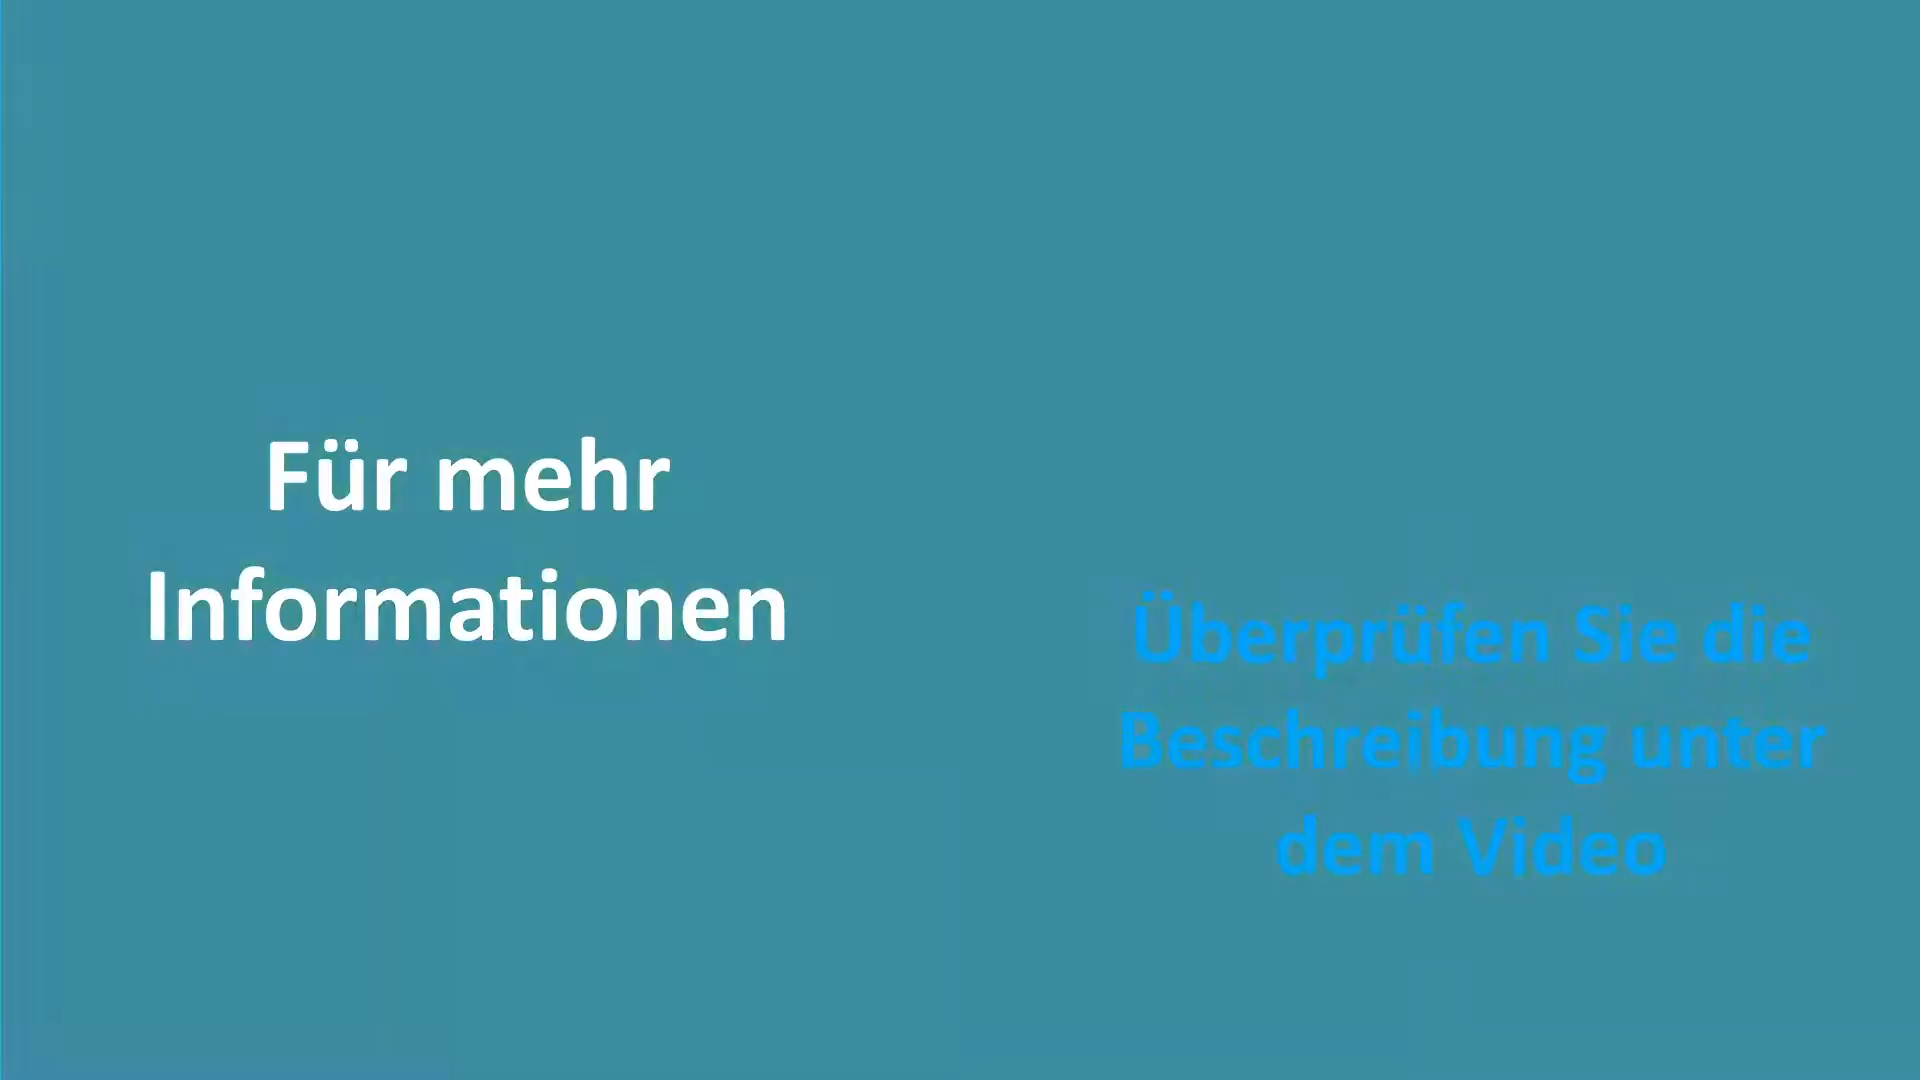 Für mehr
Informationen
Überprüfen Sie die
Beschreibung unter
dem Video